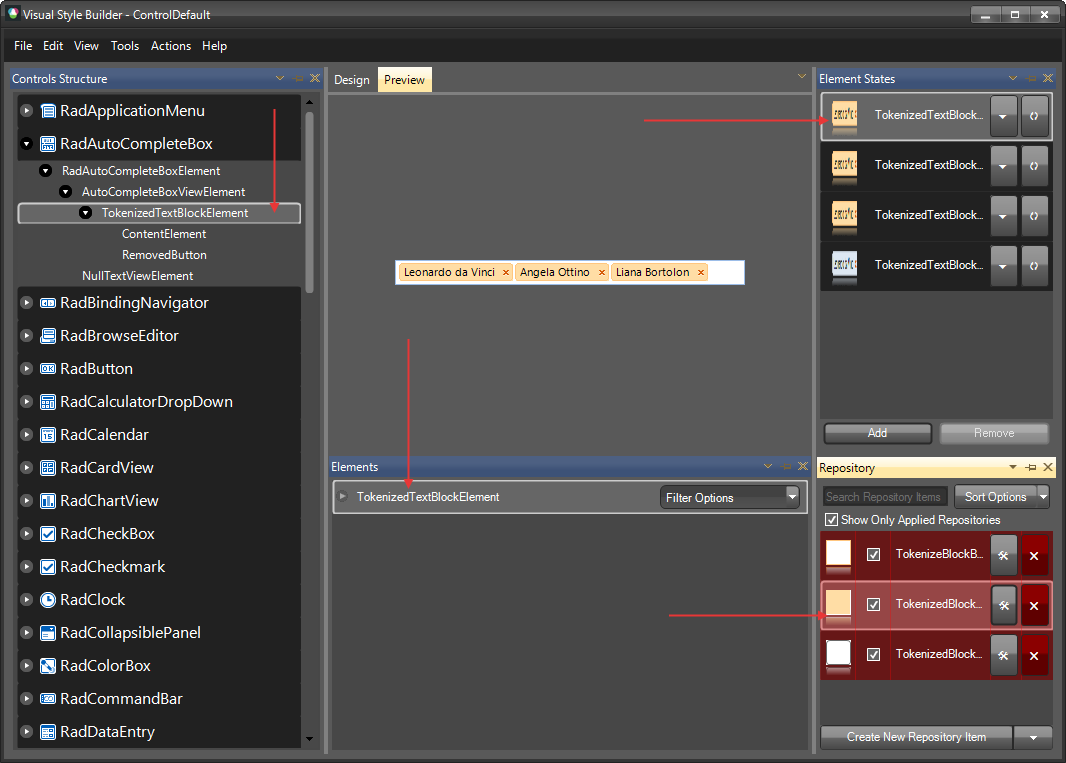 Visual Style Builder - ControlDefault
File Edit View Tools Actions Help
Controls Structure
RadApplicationMenu
RadAutoCompleteBox
RadAutoCompleteBoxElement
AutoCompleteBoxViewElement
TokenizedTextBlockElement
ContentElement
RemovedButton
NullTextViewElement
RadBindingNavigator
RadBrowseEditor
RadButton
RadCalculatorDropDown
RadCalendar
RadCardView
RadChartView
RadCheckBox
RadCheckmark
RadClock
RadCollapsiblePanel
RadColorBox
RadCommandBar
RadDataEntry
Design Preview
Leonardo da Vinci × Angela Ottino × Liana Bortolon ×
Elements
TokenizedTextBlockElement Filter Options
Element States
TokenizedTextBlock...
TokenizedTextBlock...
TokenizedTextBlock...
TokenizedTextBlock...
Add Remove
Repository
Search Repository Items Sort Options
Show Only Applied Repositories
TokenizeBlockB...
TokenizedBlock...
TokenizedBlock...
Create New Repository Item